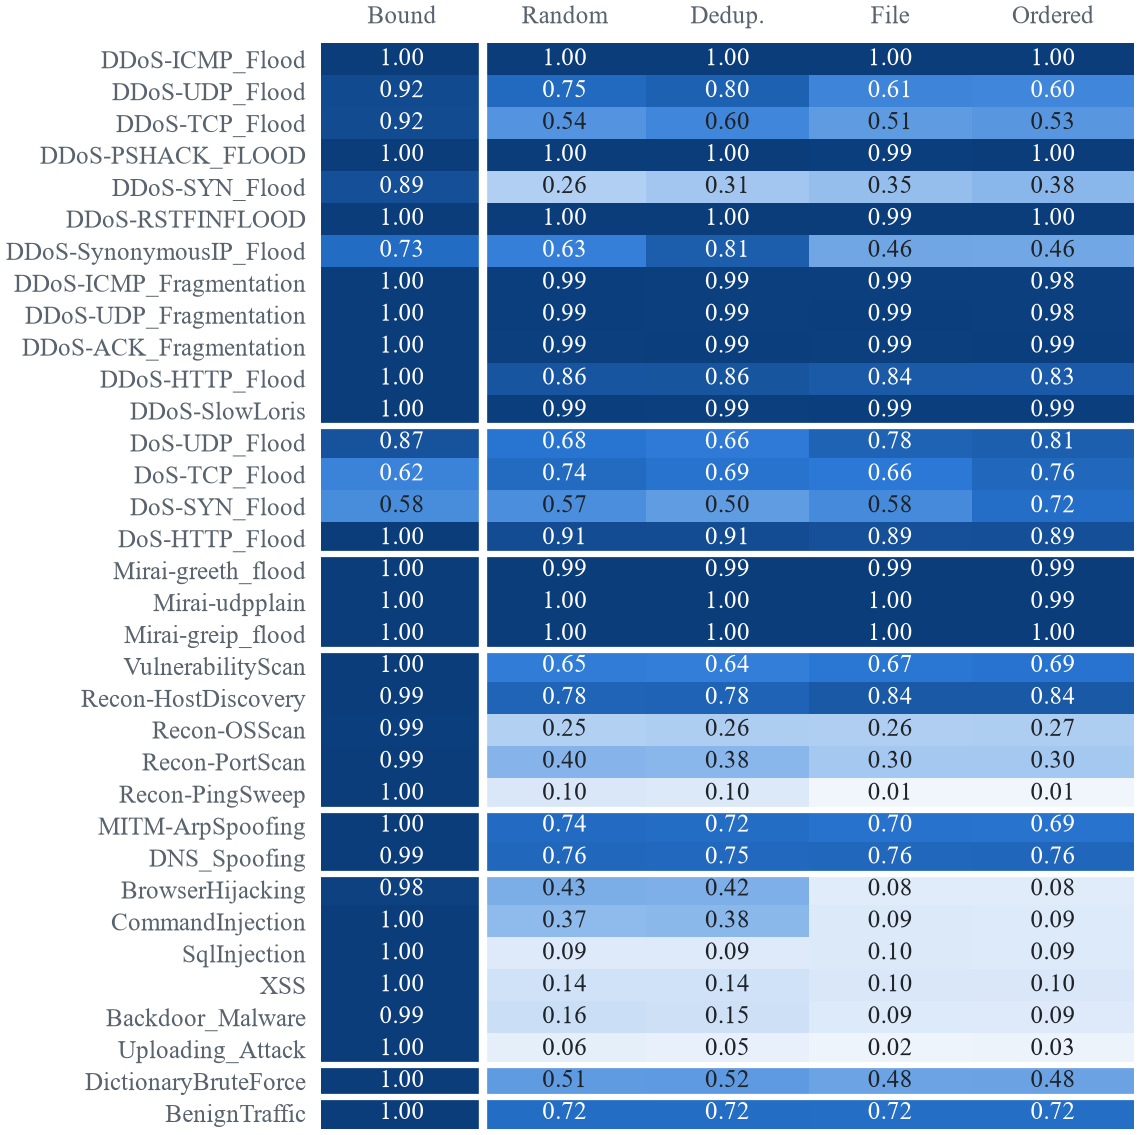 Bound Random Dedup. File Ordered
DDoS-ICMP_Flood 1.00 1.00 1.00 1.00 1.00
DDoS-UDP_Flood 0.92 0.75 0.80 0.61 0.60
DDoS-TCP_Flood 0.92 0.54 0.60 0.51 0.53
DDoS-PSHACK_FLOOD 1.00 1.00 1.00 0.99 1.00
DDoS-SYN_Flood 0.89 0.26 0.31 0.35 0.38
DDoS-RSTFINFLOOD 1.00 1.00 1.00 0.99 1.00
DDoS-SynonymousIP_Flood 0.73 0.63 0.81 0.46 0.46
DDoS-ICMP_Fragmentation 1.00 0.99 0.99 0.99 0.98
DDoS-UDP_Fragmentation 1.00 0.99 0.99 0.99 0.98
DDoS-ACK_Fragmentation 1.00 0.99 0.99 0.99 0.99
DDoS-HTTP_Flood 1.00 0.86 0.86 0.84 0.83
DDoS-SlowLoris 1.00 0.99 0.99 0.99 0.99
DoS-UDP_Flood 0.87 0.68 0.66 0.78 0.81
DoS-TCP_Flood 0.62 0.74 0.69 0.66 0.76
DoS-SYN_Flood 0.58 0.57 0.50 0.58 0.72
DoS-HTTP_Flood 1.00 0.91 0.91 0.89 0.89
Mirai-greeth_flood 1.00 0.99 0.99 0.99 0.99
Mirai-udpplain 1.00 1.00 1.00 1.00 0.99
Mirai-greip_flood 1.00 1.00 1.00 1.00 1.00
VulnerabilityScan 1.00 0.65 0.64 0.67 0.69
Recon-HostDiscovery 0.99 0.78 0.78 0.84 0.84
Recon-OSScan 0.99 0.25 0.26 0.26 0.27
Recon-PortScan 0.99 0.40 0.38 0.30 0.30
Recon-PingSweep 1.00 0.10 0.10 0.01 0.01
MITM-ArpSpoofing 1.00 0.74 0.72 0.70 0.69
DNS_Spoofing 0.99 0.76 0.75 0.76 0.76
BrowserHijacking 0.98 0.43 0.42 0.08 0.08
CommandInjection 1.00 0.37 0.38 0.09 0.09
SqlInjection 1.00 0.09 0.09 0.10 0.09
XSS 1.00 0.14 0.14 0.10 0.10
Backdoor_Malware 0.99 0.16 0.15 0.09 0.09
Uploading_Attack 1.00 0.06 0.05 0.02 0.03
DictionaryBruteForce 1.00 0.51 0.52 0.48 0.48
BenignTraffic 1.00 0.72 0.72 0.72 0.72